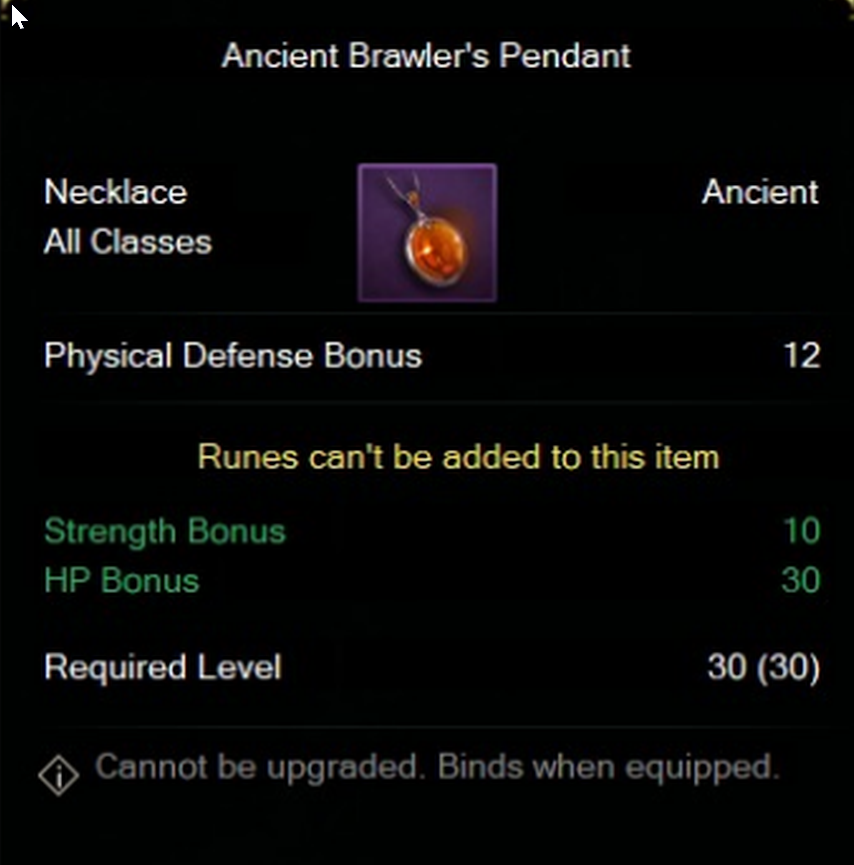 Ancient Brawler's Pendant
Necklace Ancient
All Classes
Physical Defense Bonus 12
Runes can't be added to this item
Strength Bonus 10
HP Bonus 30
Required Level 30 (30)
Cannot be upgraded. Binds when equipped.